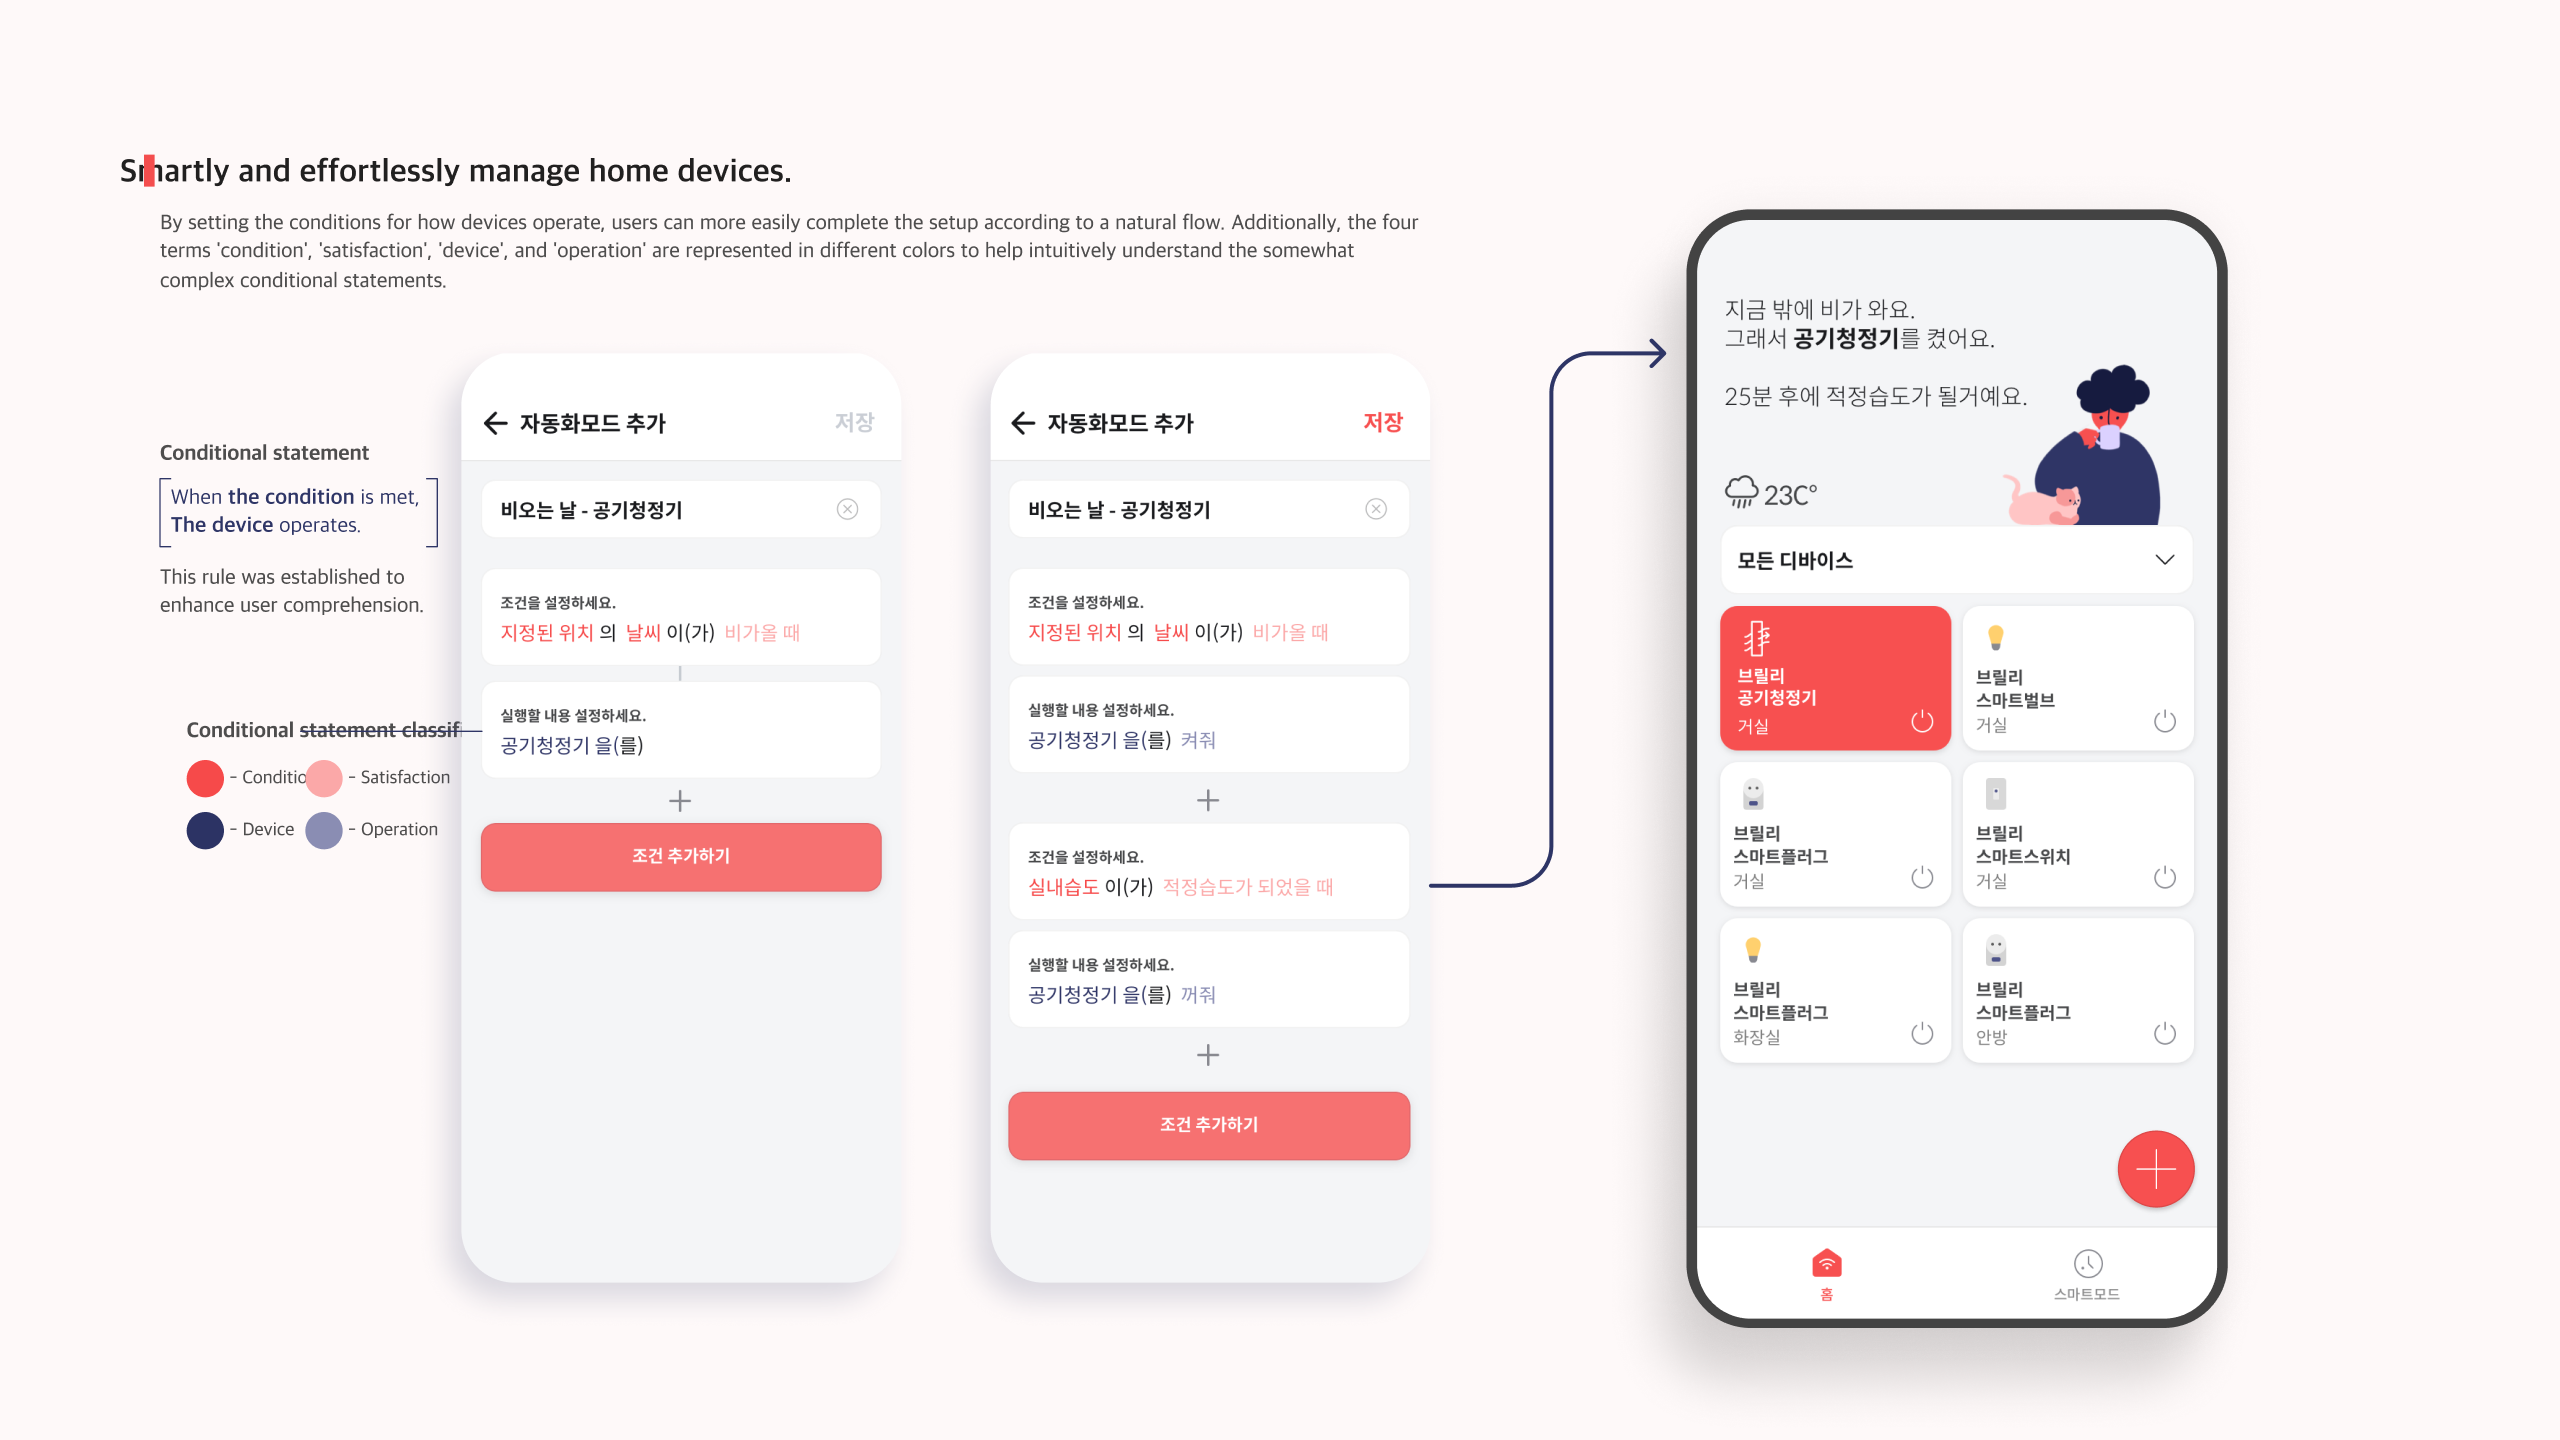 Smartly and effortlessly manage home devices.
By setting the conditions for how devices operate, users can more easily complete the setup according to a natural flow. Additionally, the four
terms 'condition', 'satisfaction', 'device', and 'operation' are represented in different colors to help intuitively understand the somewhat
complex conditional statements.
Conditional statement
When the condition is met,
The device operates.
This rule was established to
enhance user comprehension.
Conditional statement classifi
- Conditio
- Satisfaction
- Device
- Operation
자동화모드 추가
저장
비오는 날 - 공기청정기
조건을 설정하세요.
지정된 위치 의 날씨 이(가) 비가올 때
실행할 내용 설정하세요.
공기청정기 을(를)
조건 추가하기
자동화모드 추가
저장
비오는 날 - 공기청정기
조건을 설정하세요.
지정된 위치 의 날씨 이(가) 비가올 때
실행할 내용 설정하세요.
공기청정기 을(를) 켜줘
조건을 설정하세요.
실내습도 이(가) 적정습도가 되었을 때
실행할 내용 설정하세요.
공기청정기 을(를) 꺼줘
조건 추가하기
지금 밖에 비가 와요.
그래서 공기청정기를 켰어요.
25분 후에 적정습도가 될거예요.
23C°
모든 디바이스
브릴리
공기청정기
거실
브릴리
스마트벌브
거실
브릴리
스마트플러그
거실
브릴리
스마트스위치
거실
브릴리
스마트플러그
화장실
브릴리
스마트플러그
안방
홈
스마트모드